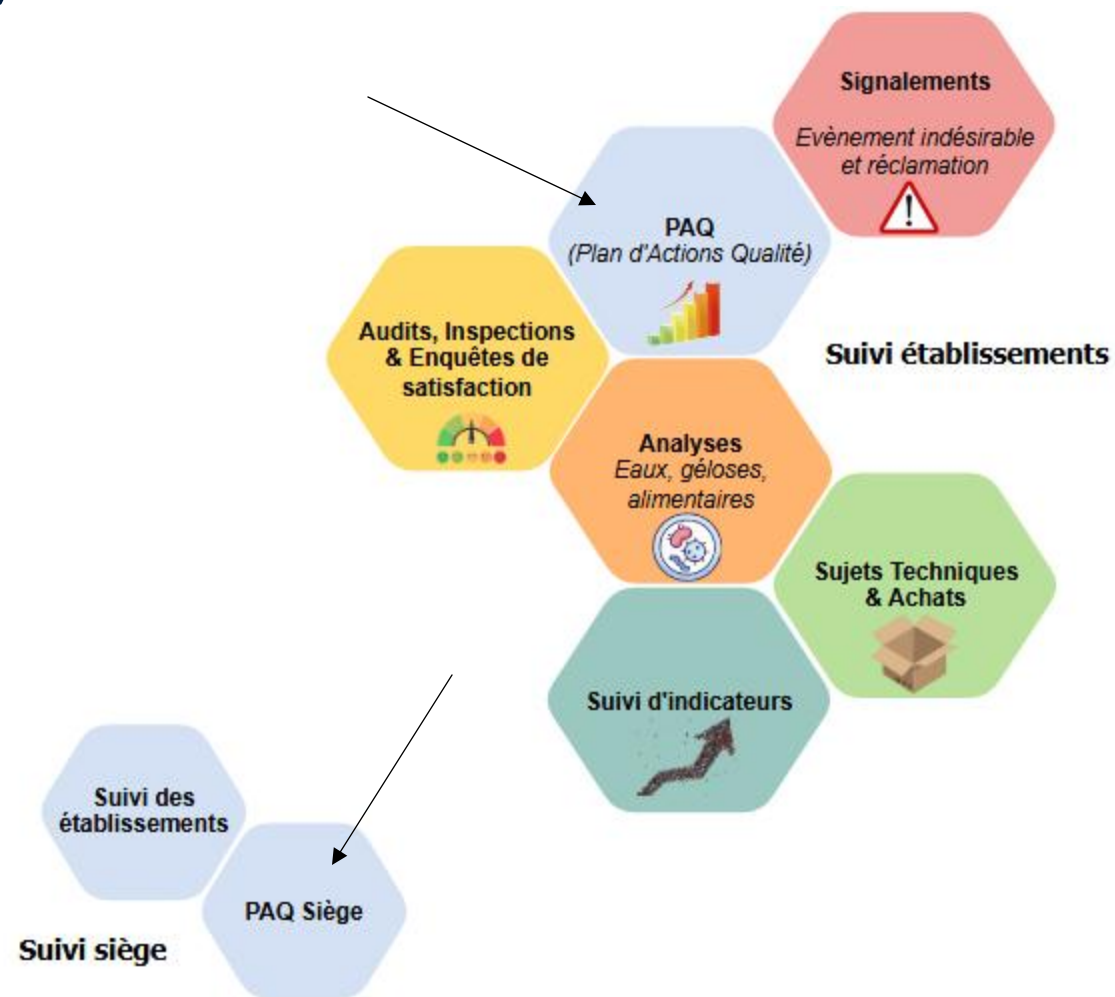 Signalements
Evènement indésirable
et réclamation
PAQ
(Plan d'Actions Qualité)
Audits, Inspections
& Enquêtes de
satisfaction
Suivi établissements
Analyses
Eaux, géloses,
alimentaires
Sujets Techniques
& Achats
Suivi d'indicateurs
Suivi des
établissements
PAQ Siège
Suivi siège